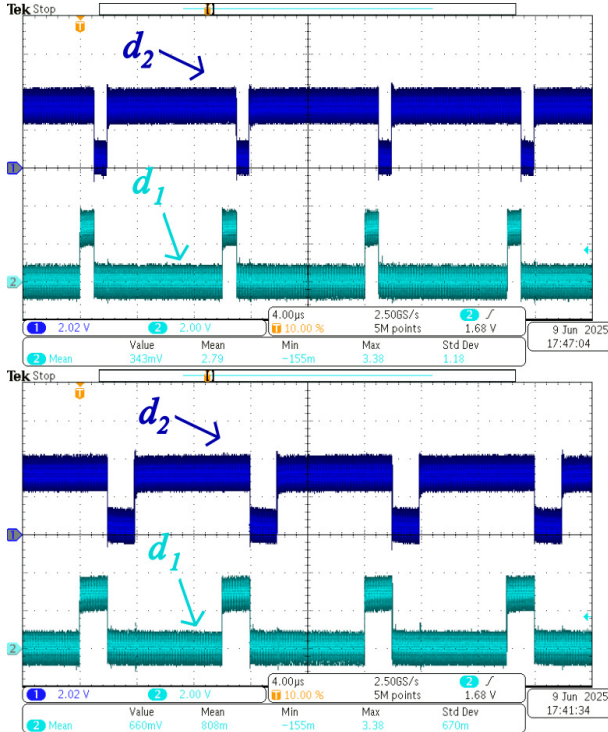 Tek Stop
T
d2
1
d1
2
4.00µs 2.50GS/s 2
1 2.02 V 2 2.00 V T 10.00 % 5M points 1.68 V
9 Jun 2025
17:47:04
Value Mean Min Max Std Dev
2 Mean 343mV 2.79 −155m 3.38 1.18
Tek Stop
T
d2
1
d1
2
4.00µs 2.50GS/s 2
1 2.02 V 2 2.00 V T 10.00 % 5M points 1.68 V
9 Jun 2025
17:41:34
Value Mean Min Max Std Dev
2 Mean 660mV 808m −155m 3.38 670m